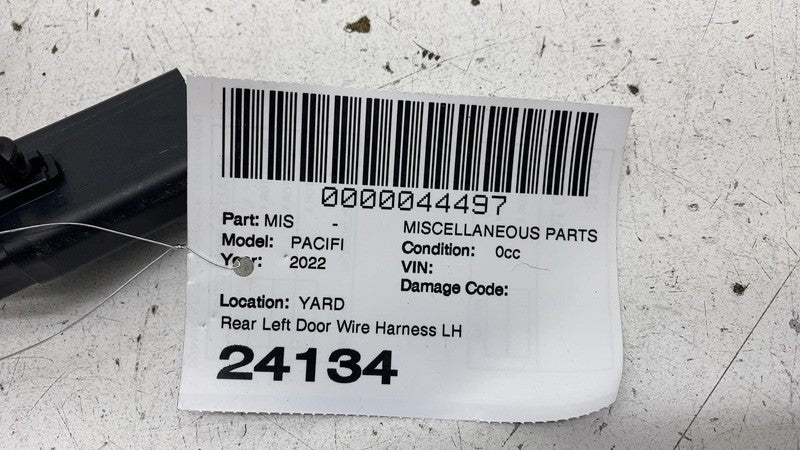 0000044497
Part: MIS - MISCELLANEOUS PARTS
Model: PACIFI Condition: 0cc
Year: 2022 VIN:
Damage Code:
Location: YARD
Rear Left Door Wire Harness LH
24134